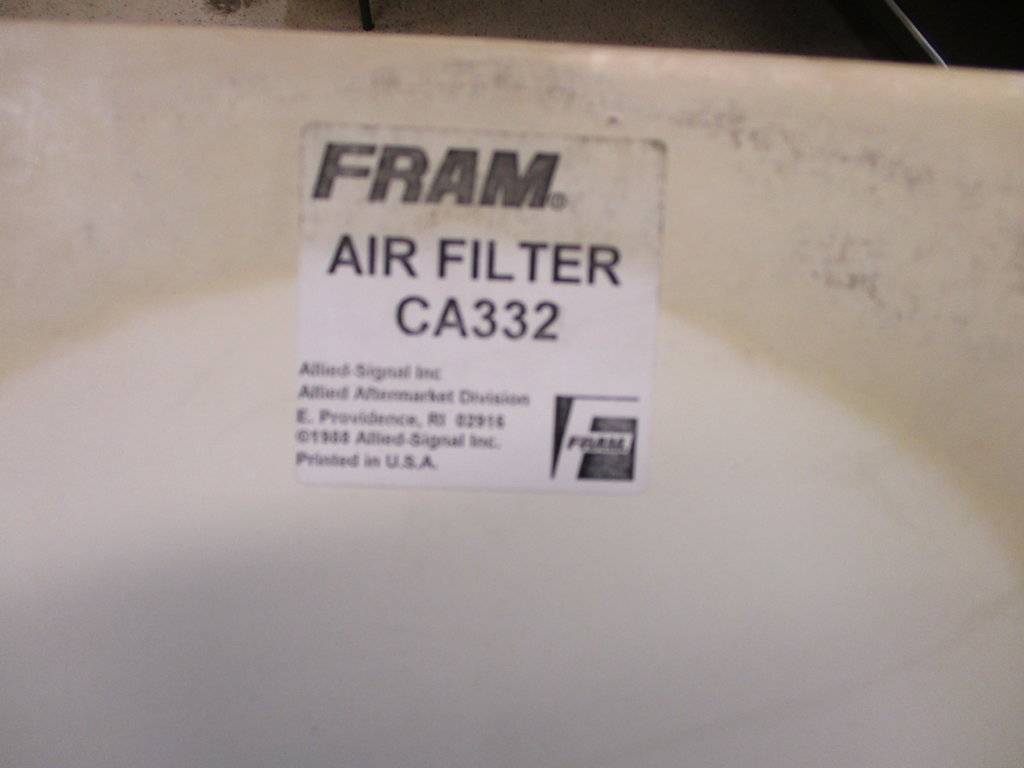 FRAM®
AIR FILTER
CA332
Allied-Signal Inc
Allied Aftermarket Division
E. Providence, RI 02916
©1988 Allied-Signal Inc.
Printed in U.S.A.
FRAM